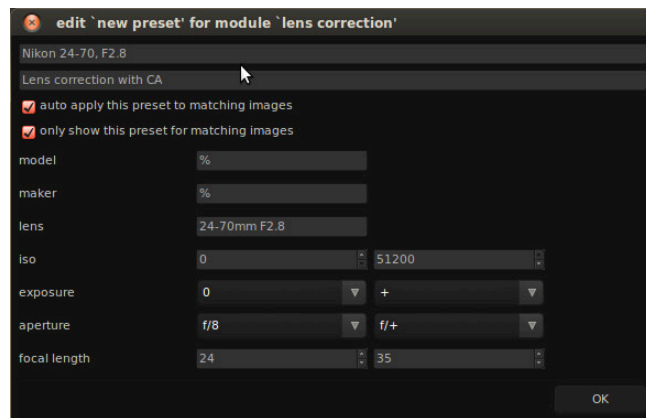 edit `new preset' for module `lens correction'
Nikon 24-70, F2.8
Lens correction with CA
auto apply this preset to matching images
only show this preset for matching images
model %
maker %
lens 24-70mm F2.8
iso 0 51200
exposure 0 +
aperture f/8 f/+
focal length 24 35
OK